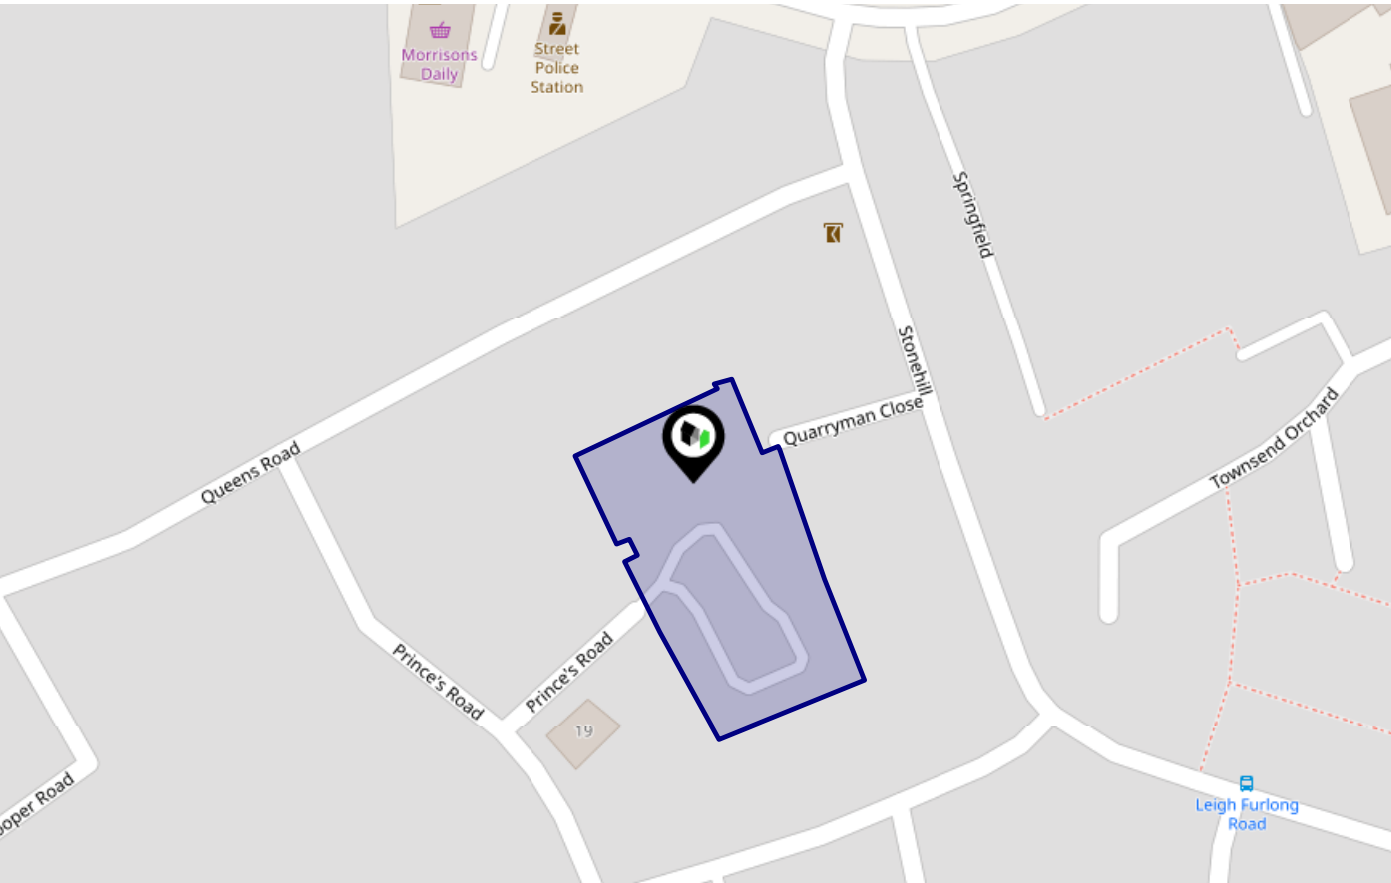 Morrisons
Daily
Street
Police
Station
Springfield
Stonehill
Quarryman Close
Townsend Orchard
Queens Road
Prince's Road
Prince's Road
19
Leigh Furlong
Road
Road